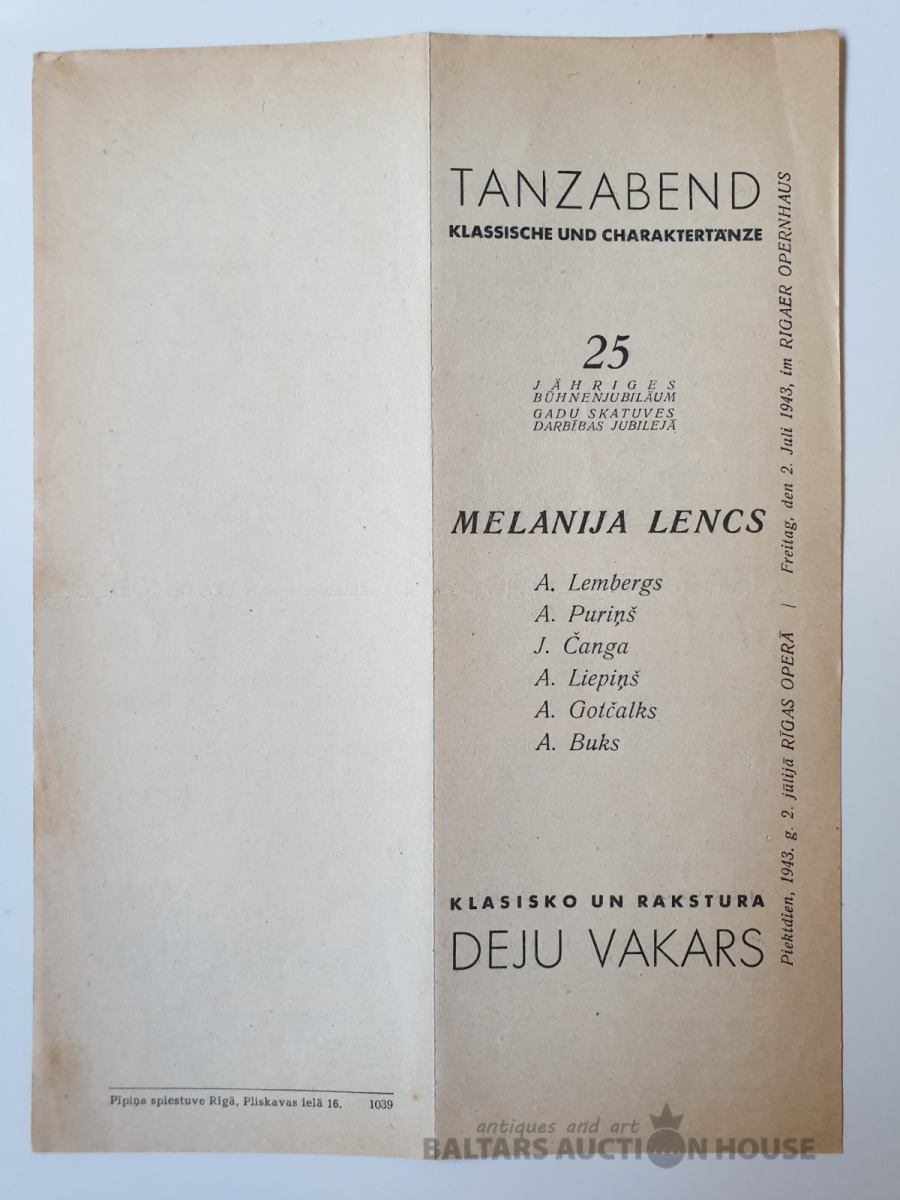 TANZABEND
KLASSISCHE UND CHARAKTERTÄNZE
25
JÄHRIGES
BÜHNENJUBILÄUM
GADU SKATUVES
DARBĪBAS JUBILEJĀ
MELANIJA LENCS
A. Lembergs
A. Puriņš
J. Čanga
A. Liepiņš
A. Gotčalks
A. Buks
KLASISKO UN RAKSTURA
DEJU VAKARS
Piektdien, 1943. g. 2. jūlijā RĪGAS OPERĀ | Freitag, den 2. Juli 1943, im RIGAER OPERNHAUS
Pīpiņa spiestuve Rīgā, Pliskavas ielā 16. 1039
antiques and art
BALTARS AUCTION HOUSE